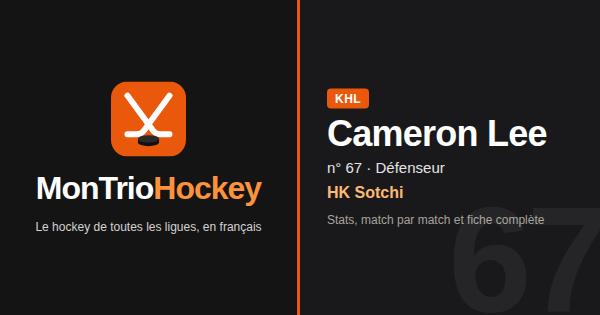 MonTrioHockey
Le hockey de toutes les ligues, en français
KHL
Cameron Lee
n° 67 · Défenseur
HK Sotchi
Stats, match par match et fiche complète
67